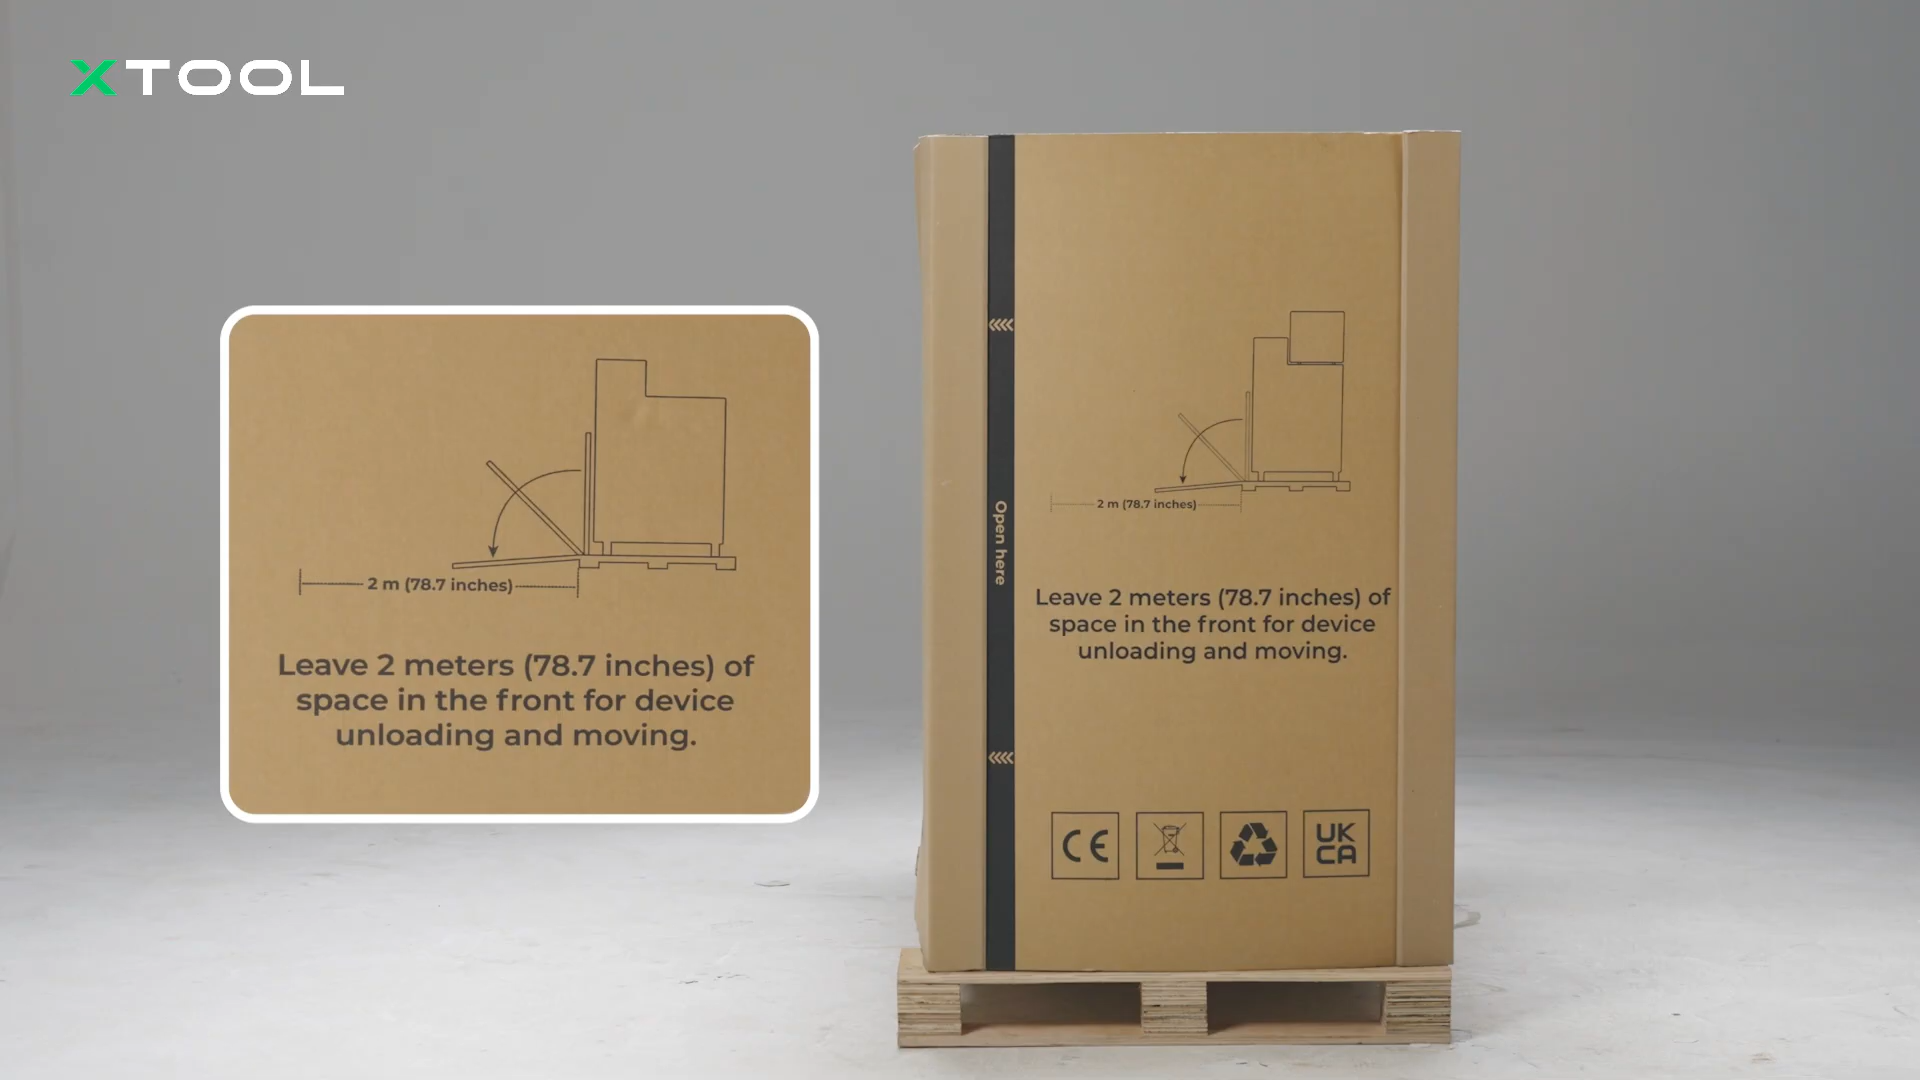 XTOOL
2 m (78.7 inches)
Leave 2 meters (78.7 inches) of
space in the front for device
unloading and moving.
Open here
2 m (78.7 inches)
Leave 2 meters (78.7 inches) of
space in the front for device
unloading and moving.
CE
UK
CA